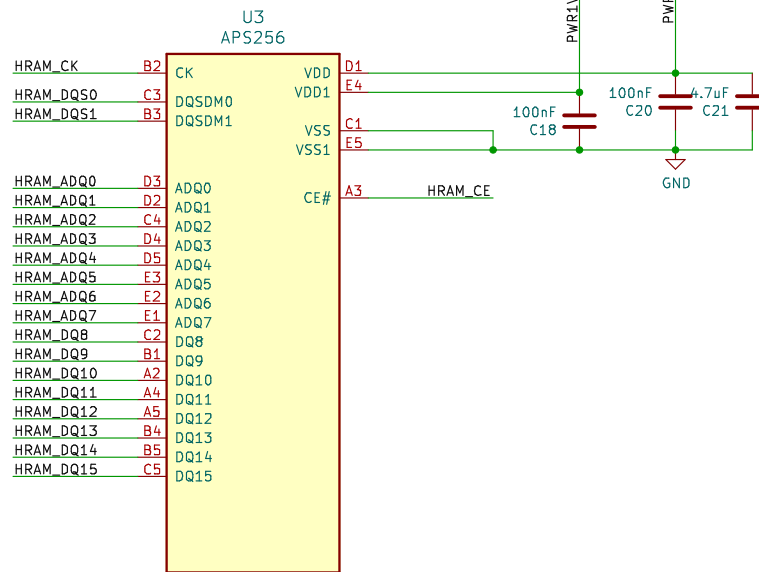 U3
APS256
PWR1V
PWR
HRAM_CK B2 CK VDD D1
VDD1 E4
HRAM_DQS0 C3 DQSDM0
HRAM_DQS1 B3 DQSDM1
VSS C1
VSS1 E5
100nF
C18
100nF
C20
4.7uF
C21
GND
CE# A3 HRAM_CE
HRAM_ADQ0 D3 ADQ0
HRAM_ADQ1 D2 ADQ1
HRAM_ADQ2 C4 ADQ2
HRAM_ADQ3 D4 ADQ3
HRAM_ADQ4 D5 ADQ4
HRAM_ADQ5 E3 ADQ5
HRAM_ADQ6 E2 ADQ6
HRAM_ADQ7 E1 ADQ7
HRAM_DQ8 C2 DQ8
HRAM_DQ9 B1 DQ9
HRAM_DQ10 A2 DQ10
HRAM_DQ11 A4 DQ11
HRAM_DQ12 A5 DQ12
HRAM_DQ13 B4 DQ13
HRAM_DQ14 B5 DQ14
HRAM_DQ15 C5 DQ15